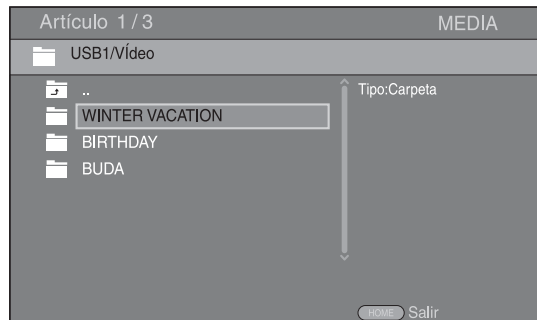 Artículo 1/3 MEDIA
USB1/Vídeo
..
Tipo:Carpeta
WINTER VACATION
BIRTHDAY
BUDA
HOME Salir